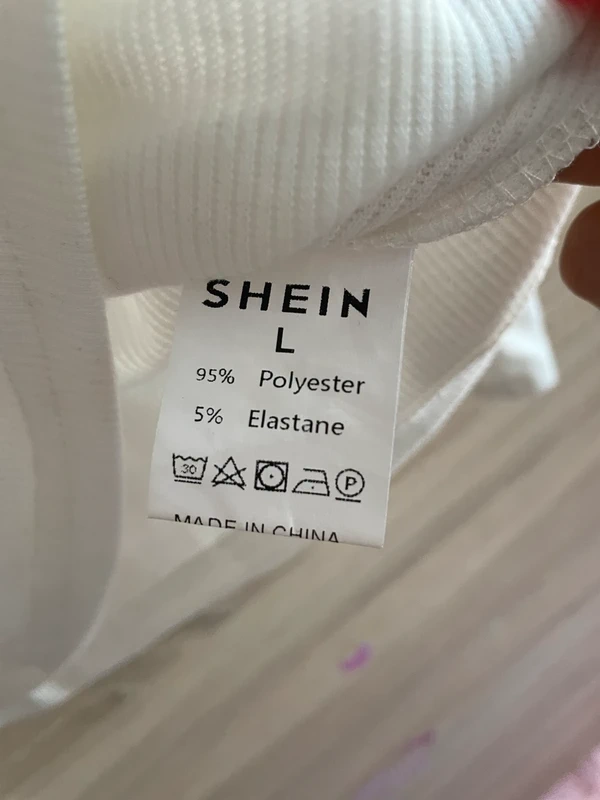 SHEIN
L
95% Polyester
5% Elastane
30 P
MADE IN CHINA